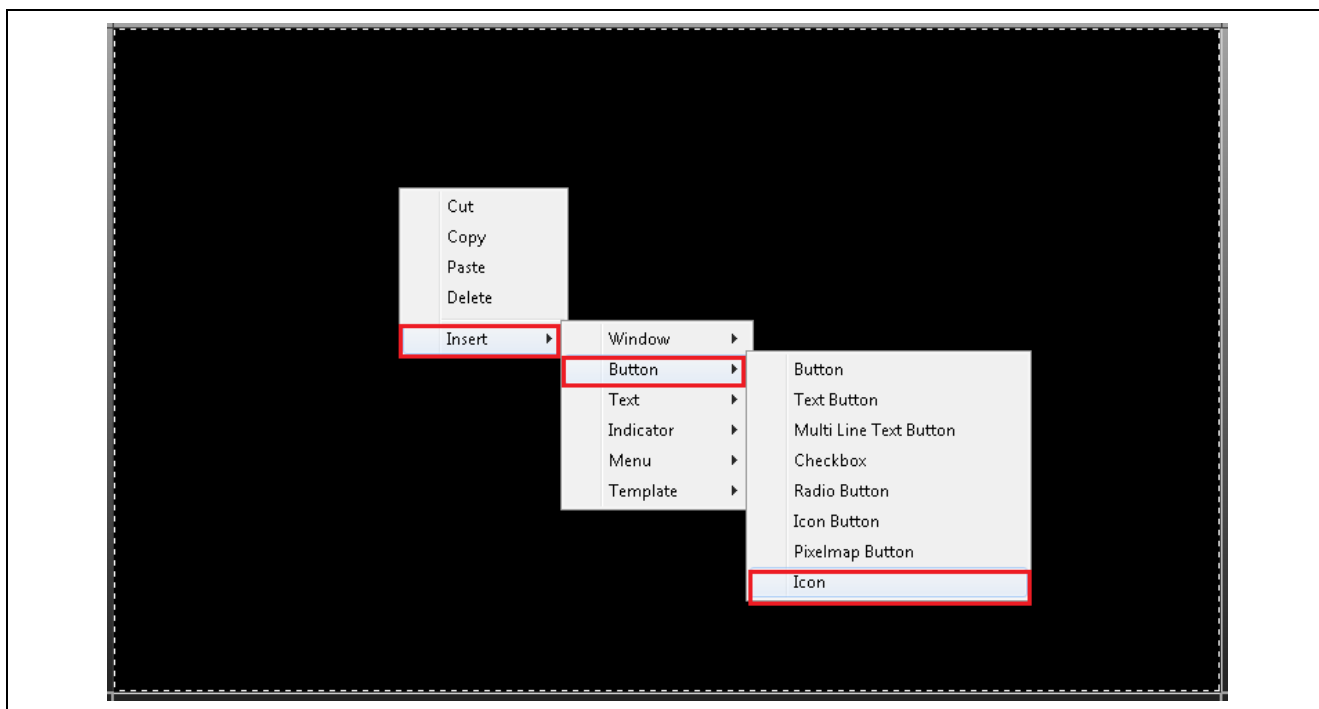 Cut
Copy
Paste
Delete
Insert
Window
Button
Text
Indicator
Menu
Template
Button
Text Button
Multi Line Text Button
Checkbox
Radio Button
Icon Button
Pixelmap Button
Icon